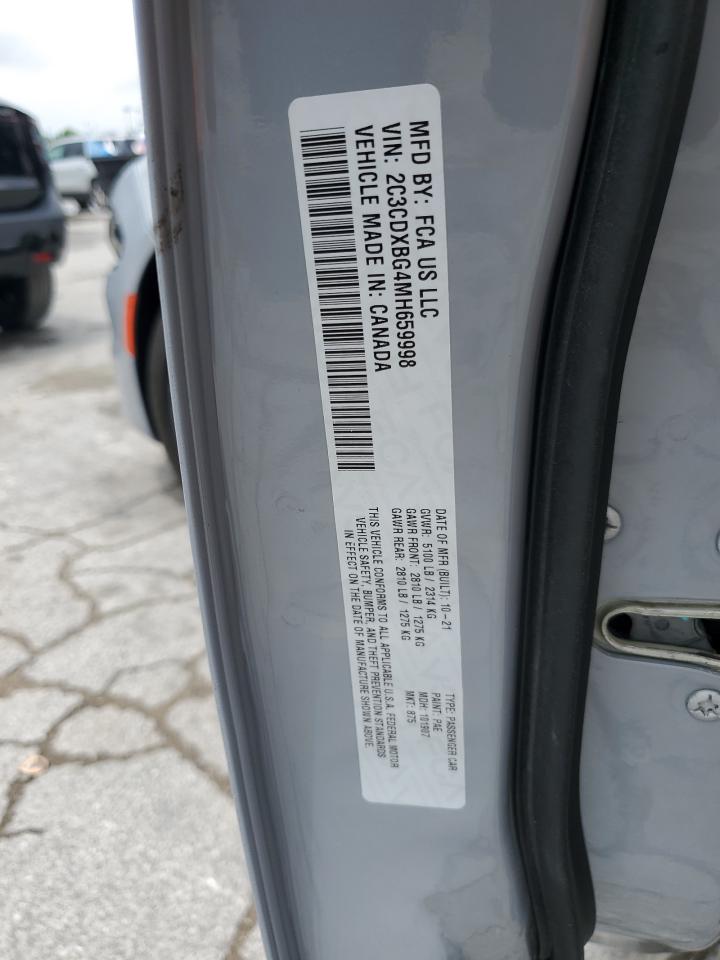 MFD BY: FCA US LLC
VIN: 2C3CDXBG4MH659998
VEHICLE MADE IN: CANADA
DATE OF MFR (BUILT): 10-21
GVWR: 5100 LB / 2314 KG
GAWR FRONT: 2810 LB / 1275 KG
GAWR REAR: 2810 LB / 1275 KG
TYPE: PASSENGER CAR
PAINT: PAE
MDH: 101907
MKT: 875
THIS VEHICLE CONFORMS TO ALL APPLICABLE U.S.A. FEDERAL MOTOR
VEHICLE SAFETY, BUMPER, AND THEFT PREVENTION STANDARDS
IN EFFECT ON THE DATE OF MANUFACTURE SHOWN ABOVE.